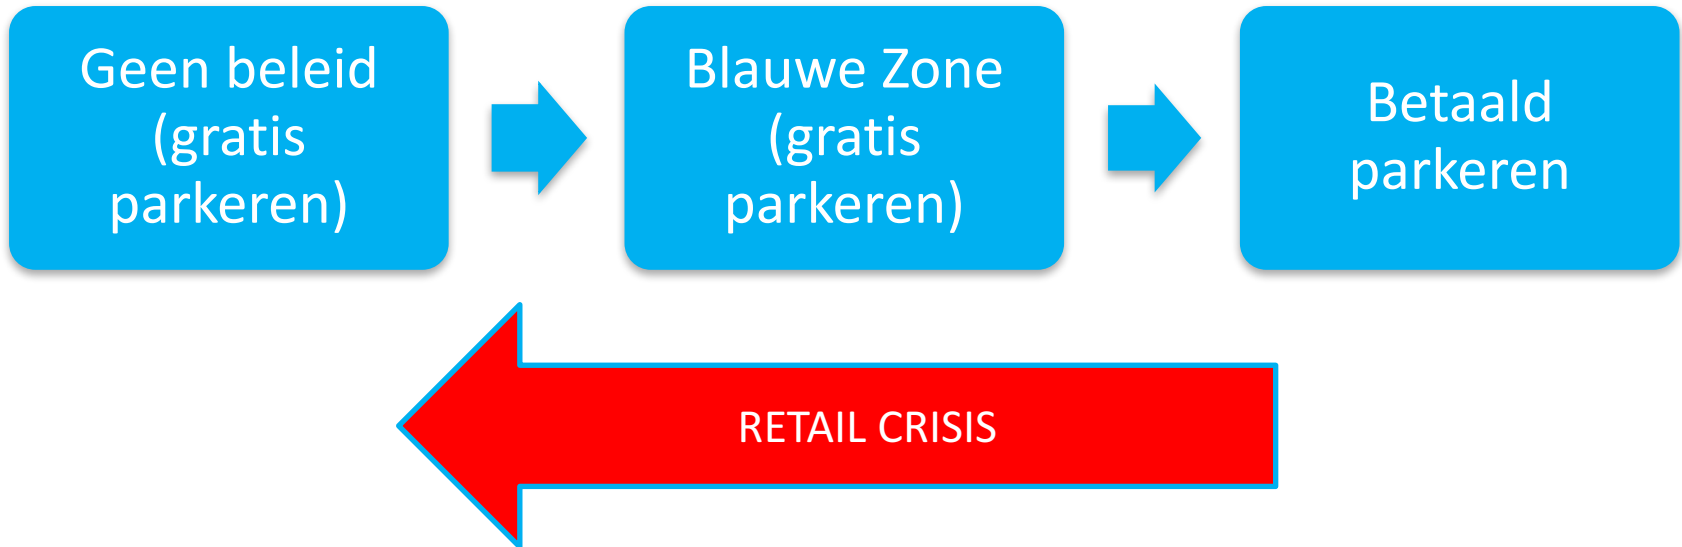 Geen beleid
(gratis
parkeren)
Blauwe Zone
(gratis
parkeren)
Betaald
parkeren
RETAIL CRISIS